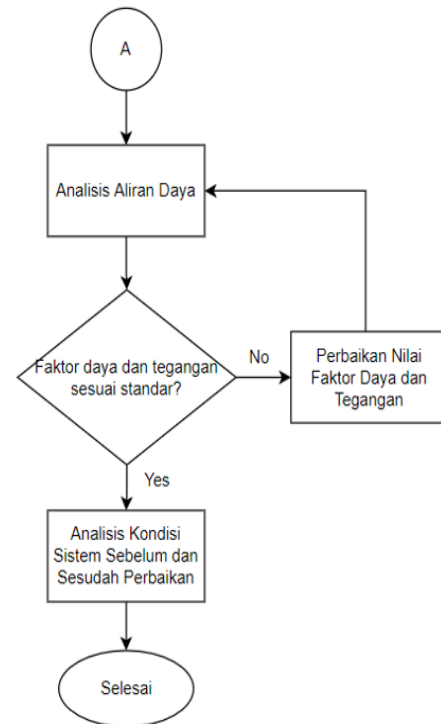 A
Analisis Aliran Daya
Faktor daya dan tegangan
sesuai standar?
No
Perbaikan Nilai
Faktor Daya dan
Tegangan
Yes
Analisis Kondisi
Sistem Sebelum dan
Sesudah Perbaikan
Selesai